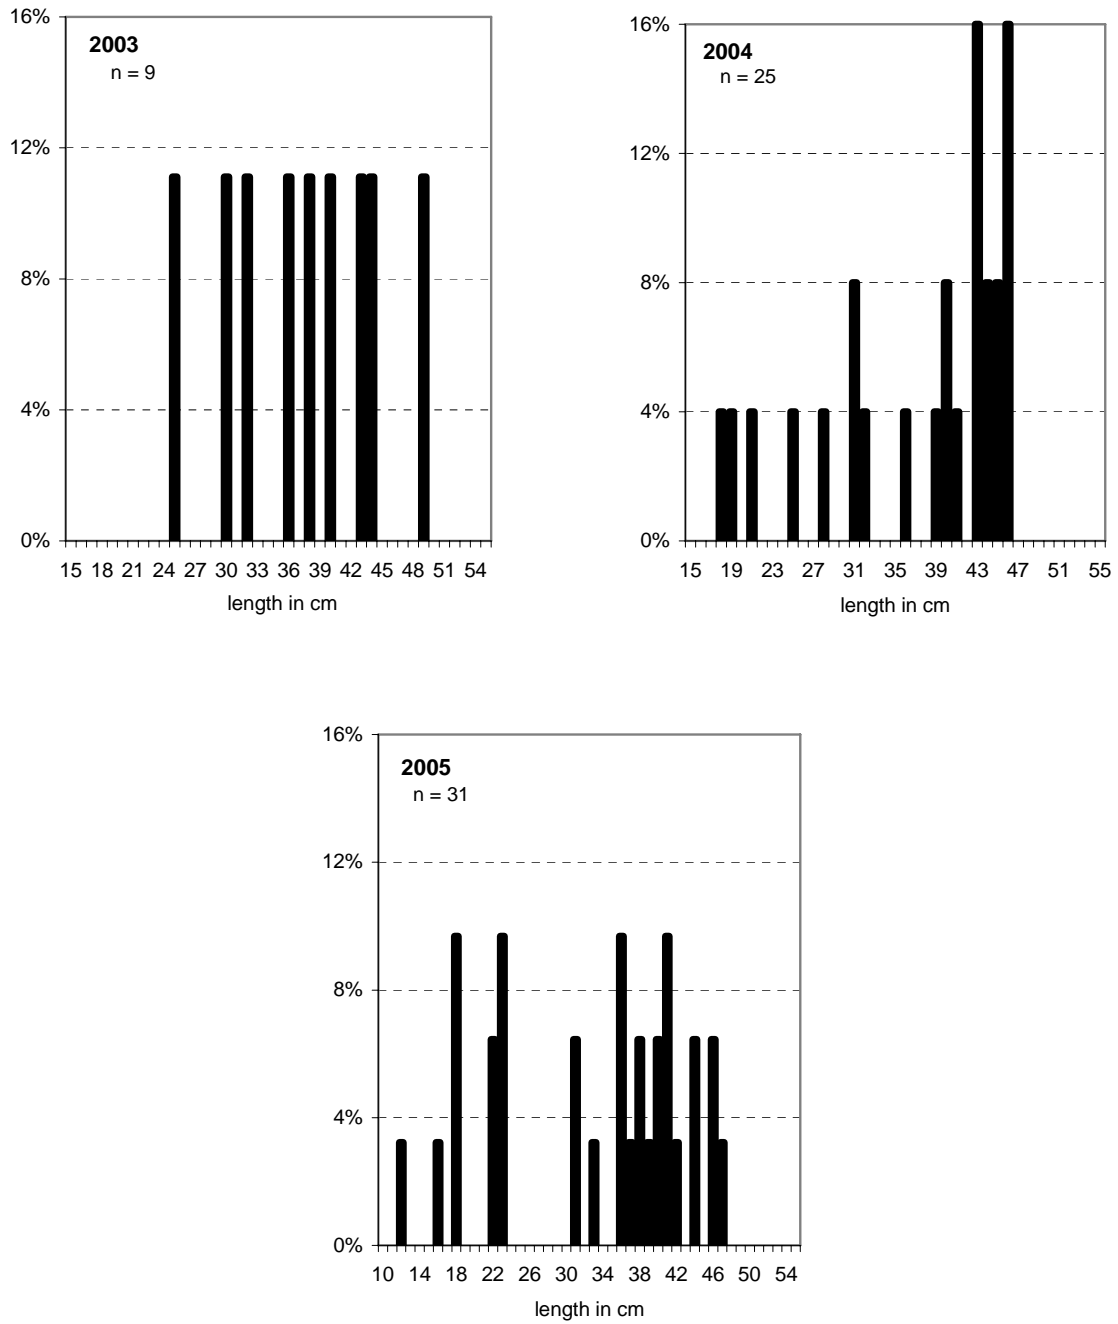 16%
2003
n = 9
12%
8%
4%
0%
15 18 21 24 27 30 33 36 39 42 45 48 51 54
length in cm
16%
2004
n = 25
12%
8%
4%
0%
15 19 23 27 31 35 39 43 47 51 55
length in cm
16%
2005
n = 31
12%
8%
4%
0%
10 14 18 22 26 30 34 38 42 46 50 54
length in cm